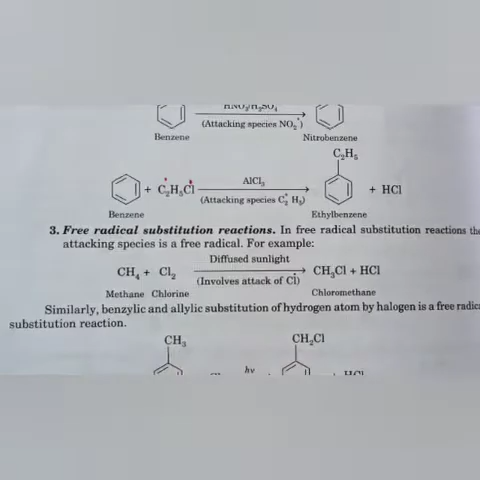 HNO₃/H₂SO₄
(Attacking species NO₂⁺)
Benzene Nitrobenzene
C₂H₅
+ C₂H₅Cl AlCl₃ + HCl
(Attacking species C₂⁺ H₅)
Benzene Ethylbenzene
3. Free radical substitution reactions. In free radical substitution reactions the
attacking species is a free radical. For example:
Diffused sunlight
CH₄ + Cl₂ CH₃Cl + HCl
(Involves attack of Cl)
Methane Chlorine Chloromethane
Similarly, benzylic and allylic substitution of hydrogen atom by halogen is a free radica
substitution reaction.
CH₃ CH₂Cl
hν